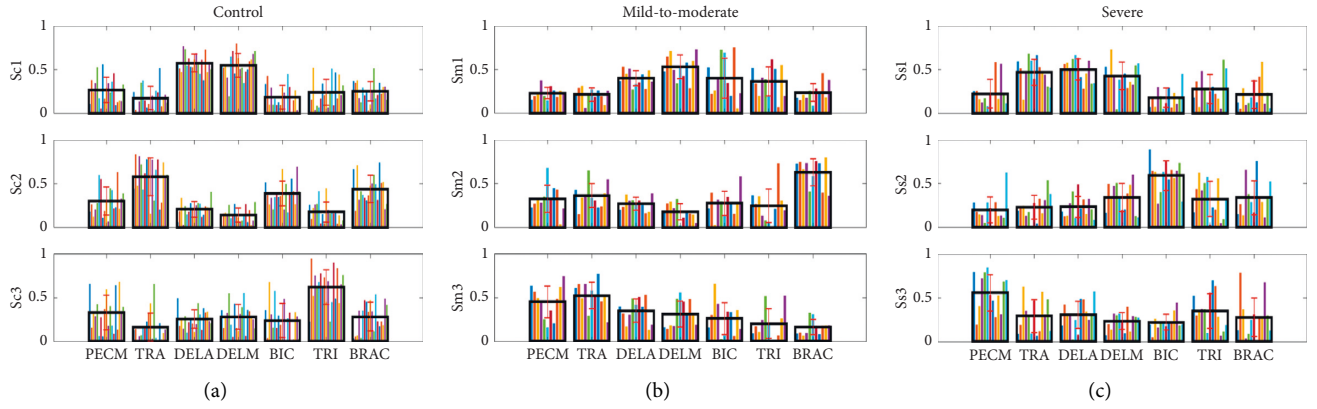 Control
Mild-to-moderate
Severe
1
0.5
0
Sc1
1
0.5
0
Sm1
1
0.5
0
Ss1
1
0.5
0
Sc2
1
0.5
0
Sm2
1
0.5
0
Ss2
1
0.5
0
Sc3
1
0.5
0
Sm3
1
0.5
0
Ss3
PECM TRA DELA DELM BIC TRI BRAC
PECM TRA DELA DELM BIC TRI BRAC
PECM TRA DELA DELM BIC TRI BRAC
(a)
(b)
(c)